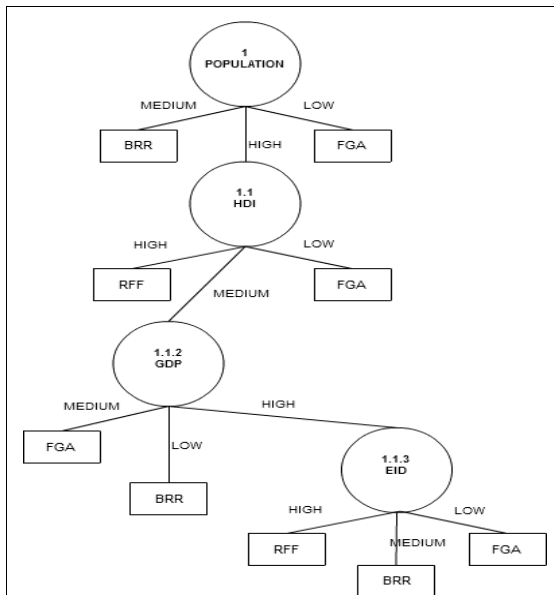 1
POPULATION
MEDIUM
LOW
BRR
HIGH
FGA
1.1
HDI
HIGH
LOW
RFF
MEDIUM
FGA
1.1.2
GDP
MEDIUM
HIGH
FGA
LOW
BRR
1.1.3
EID
HIGH
LOW
RFF
MEDIUM
FGA
BRR